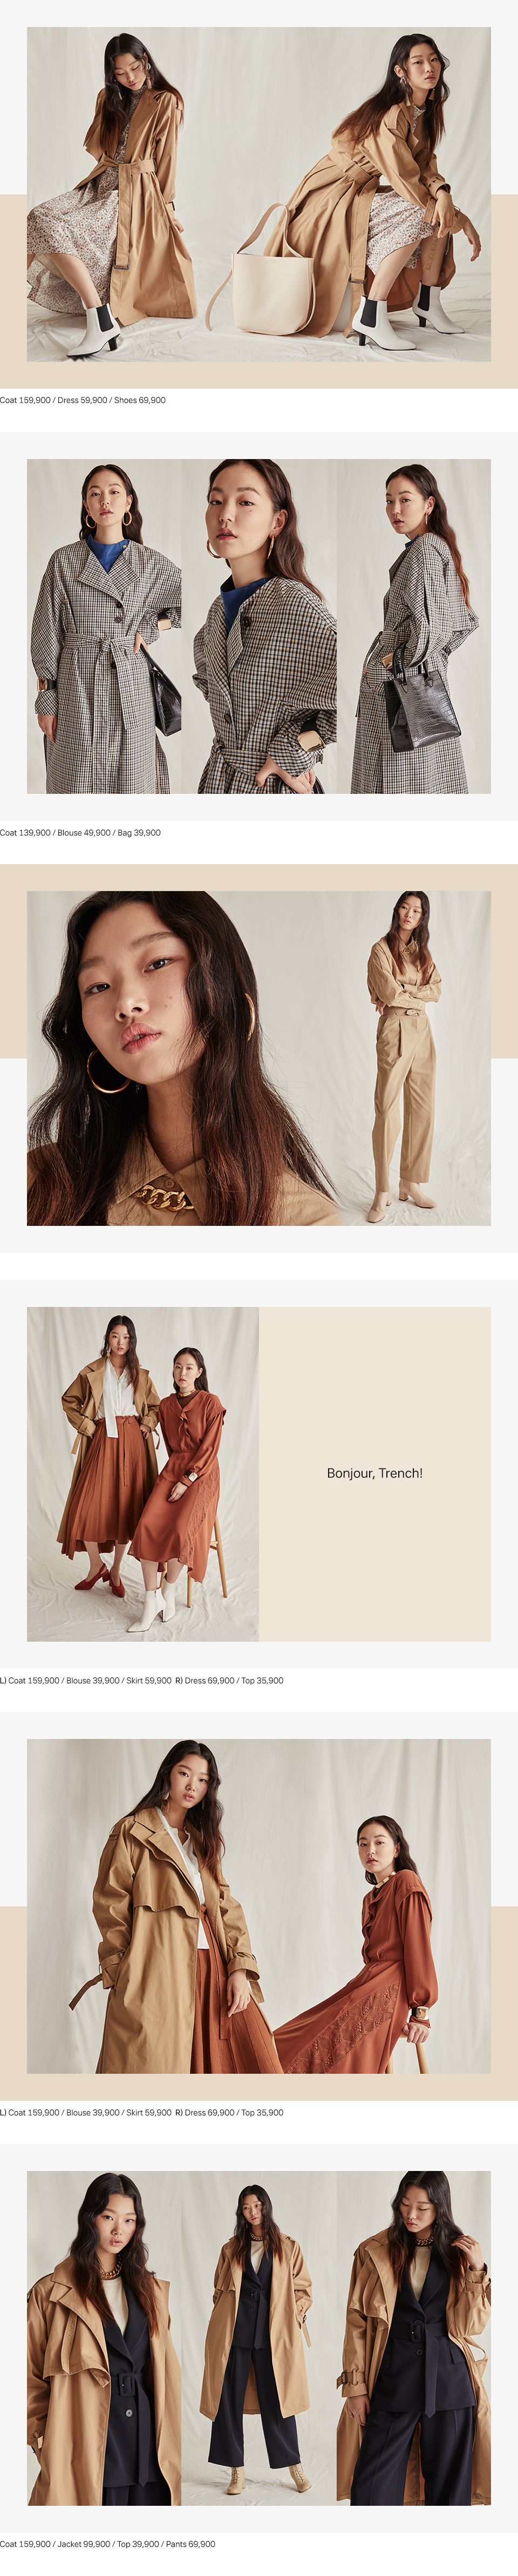 Coat 159,900 / Dress 59,900 / Shoes 69,900
Coat 139,900 / Blouse 49,900 / Bag 39,900
Bonjour, Trench!
L) Coat 159,900 / Blouse 39,900 / Skirt 59,900 R) Dress 69,900 / Top 35,900
L) Coat 159,900 / Blouse 39,900 / Skirt 59,900 R) Dress 69,900 / Top 35,900
Coat 159,900 / Jacket 99,900 / Top 39,900 / Pants 69,900